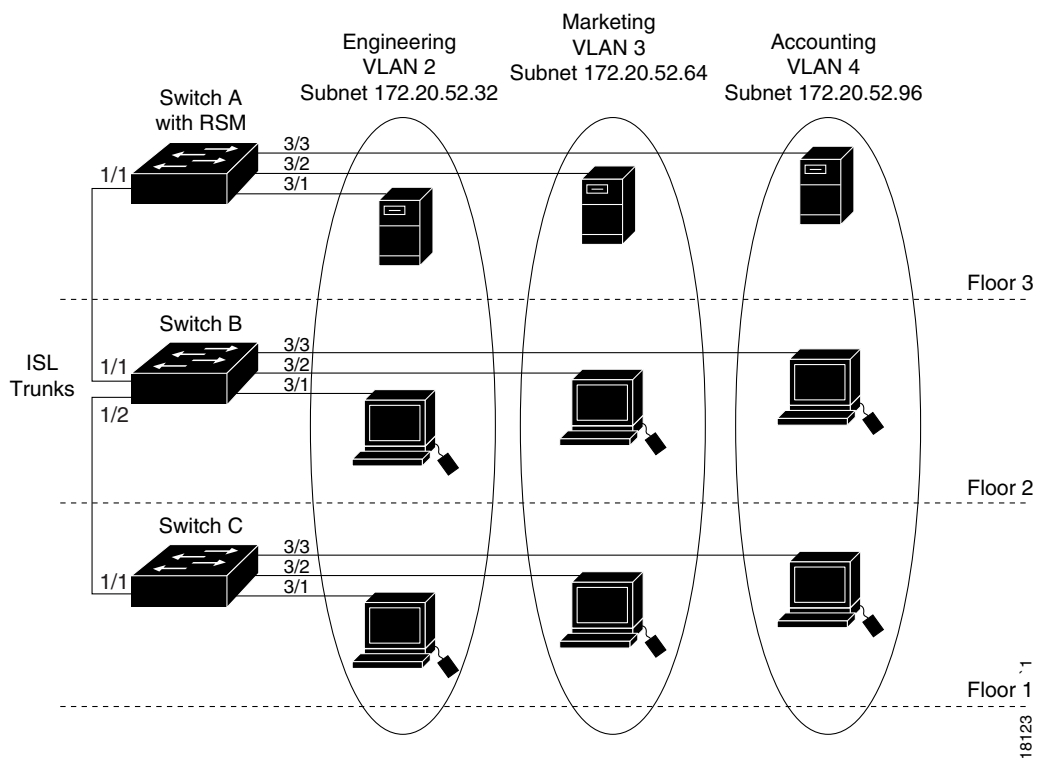 Engineering
VLAN 2
Subnet 172.20.52.32
Marketing
VLAN 3
Subnet 172.20.52.64
Accounting
VLAN 4
Subnet 172.20.52.96
Switch A
with RSM
1/1
3/3
3/2
3/1
Floor 3
Switch B
ISL
Trunks
1/1
1/2
3/3
3/2
3/1
Floor 2
Switch C
1/1
3/3
3/2
3/1
Floor 1
`1
18123